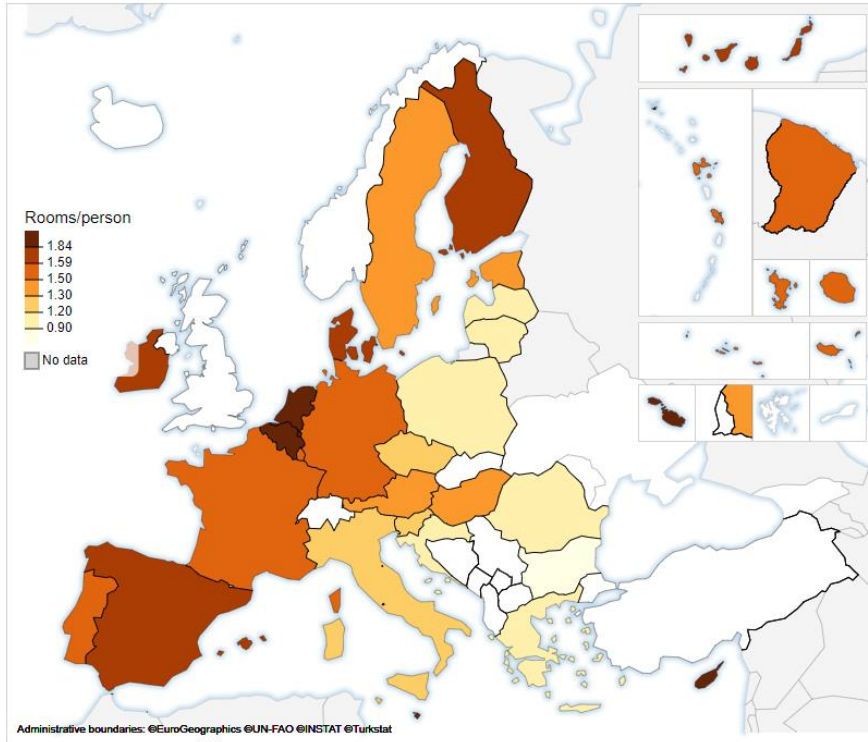 Rooms/person
1.84
1.59
1.50
1.30
1.20
0.90
No data
Administrative boundaries: ©EuroGeographics ©UN-FAO ©INSTAT ©Turkstat